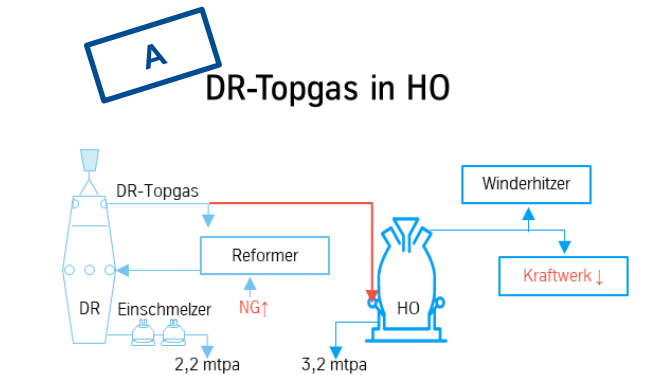 A
DR-Topgas in HO
DR-Topgas
Winderhitzer
Reformer
Kraftwerk ↓
NG↑
DR
Einschmelzer
HO
2,2 mtpa
3,2 mtpa